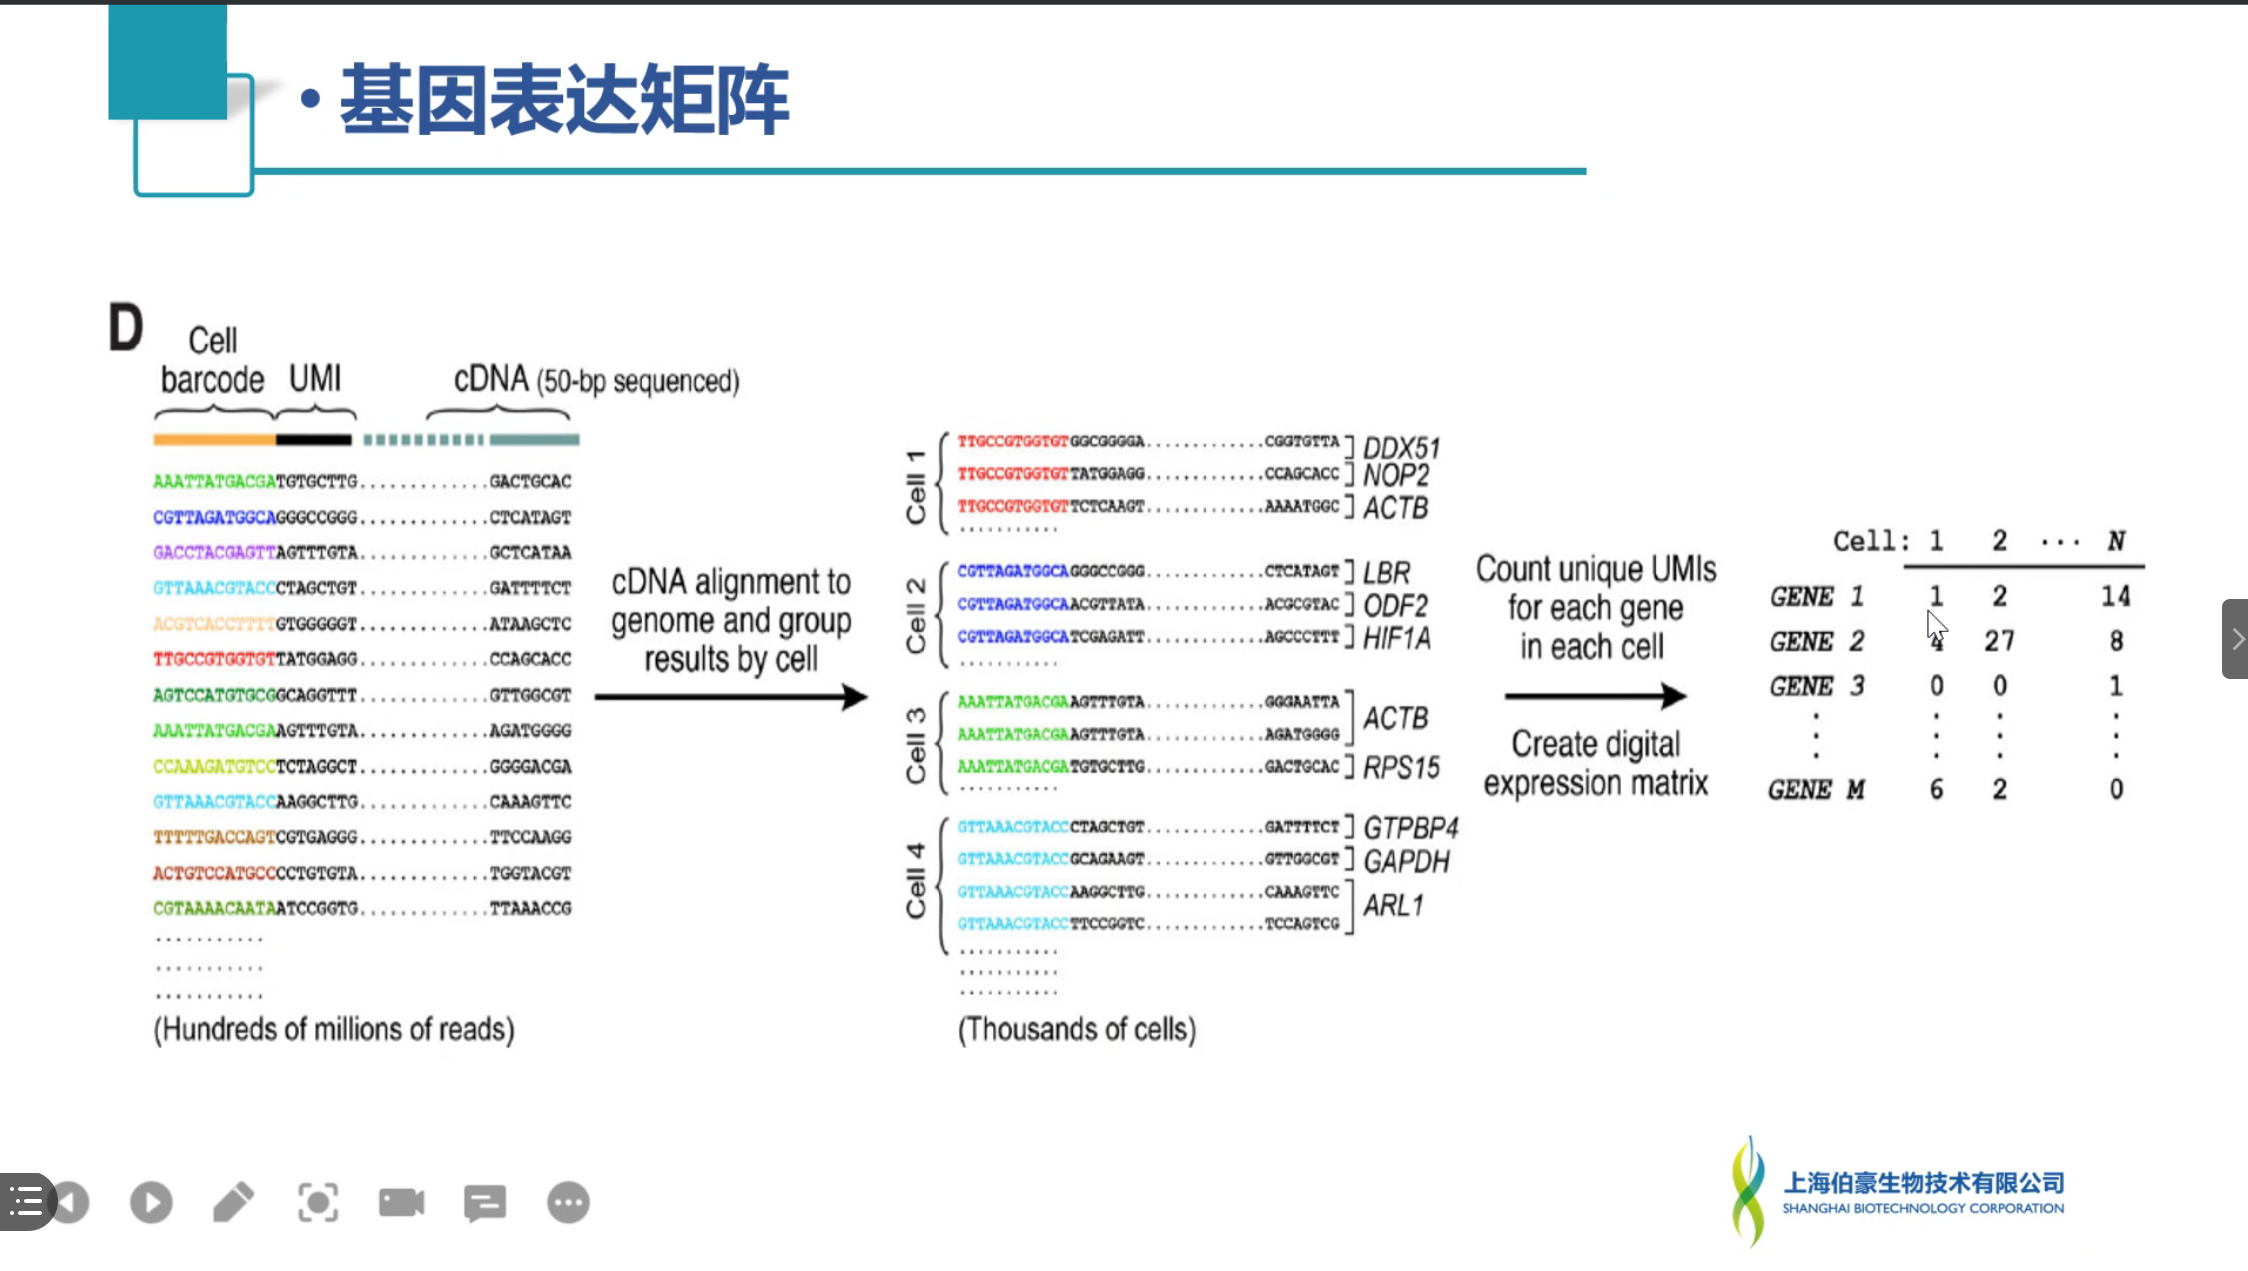 • 基因表达矩阵
D
Cell
barcode UMI cDNA (50-bp sequenced)
AAATTATGACGATGTGCTTG.............GACTGCAC
CGTTAGATGGCAGGGCCGGG.............CTCATAGT
GACCTACGAGTTAGTTTGTA.............GCTCATAA
GTTAAACGTACCCTAGCTGT.............GATTTTCT
ACGTCACCTTTTGTGGGGGT.............ATAAGCTC
TTGCCGTGGTGTTATGGAGG.............CCAGCACC
AGTCCATGTGCGGCAGGTTT.............GTTGGCGT
AAATTATGACGAAGTTTGTA.............AGATGGGG
CCAAAGATGTCCTCTAGGCT.............GGGGACGA
GTTAAACGTACCAAGGCTTG.............CAAAGTTC
TTTTTGACCAGTCGTGAGGG.............TTCCAAGG
ACTGTCCATGCCCCTGTGTA.............TGGTACGT
CGTAAAACAATAATCCGGTG.............TTAAACCG
...........
...........
...........
(Hundreds of millions of reads)
cDNA alignment to
genome and group
results by cell
Cell 1
TTGCCGTGGTGTGGCGGGGA.............CGGTGTTA ] DDX51
TTGCCGTGGTGTTATGGAGG.............CCAGCACC ] NOP2
TTGCCGTGGTGTTCTCAAGT.............AAAATGGC ] ACTB
...........
Cell 2
CGTTAGATGGCAGGGCCGGG.............CTCATAGT ] LBR
CGTTAGATGGCAACGTTATA.............ACGCGTAC ] ODF2
CGTTAGATGGCATCGAGATT.............AGCCCTTT ] HIF1A
...........
Cell 3
AAATTATGACGAAGTTTGTA.............GGGAATTA
ACTB
AAATTATGACGAAGTTTGTA.............AGATGGGG
AAATTATGACGATGTGCTTG.............GACTGCAC ] RPS15
...........
Cell 4
GTTAAACGTACCCTAGCTGT.............GATTTTCT ] GTPBP4
GTTAAACGTACCGCAGAAGT.............GTTGGCGT ] GAPDH
GTTAAACGTACCAAGGCTTG.............CAAAGTTC
ARL1
GTTAAACGTACCTTCCGGTC.............TCCAGTCG
...........
...........
...........
(Thousands of cells)
Count unique UMIs
for each gene
in each cell
Create digital
expression matrix
Cell: 1 2 ··· N
GENE 1 1 2 14
GENE 2 4 27 8
GENE 3 0 0 1
GENE M 6 2 0
上海伯豪生物技术有限公司
SHANGHAI BIOTECHNOLOGY CORPORATION